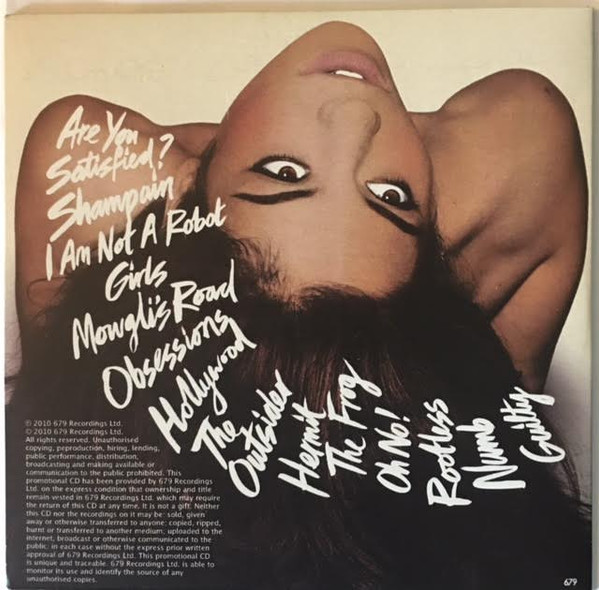 Are You
Satisfied?
Shampain
I Am Not A Robot
Girls
Mowgli's Road
Obsessions
Hollywood
The
Outsider
Hermit
The Frog
Oh No!
Rootless
Numb
Guilty
℗ 2010 679 Recordings Ltd.
© 2010 679 Recordings Ltd.
All rights reserved. Unauthorised
copying, reproduction, hiring, lending,
public performance, distribution,
broadcasting and making available or
communication to the public prohibited. This
promotional CD has been provided by 679 Recordings
Ltd. on the express condition that ownership and title
remain vested in 679 Recordings Ltd. which may require
the return of this CD at any time. It is not a gift. Neither
this CD nor the recordings on it may be: sold, given
away or otherwise transferred to anyone; copied, ripped,
burnt or transferred to another medium; uploaded to the
internet, broadcast or otherwise communicated to the
public; in each case without the express prior written
approval of 679 Recordings Ltd. This promotional CD
is unique and traceable. 679 Recordings Ltd. is able to
monitor its use and identify the source of any
unauthorised copies.
679